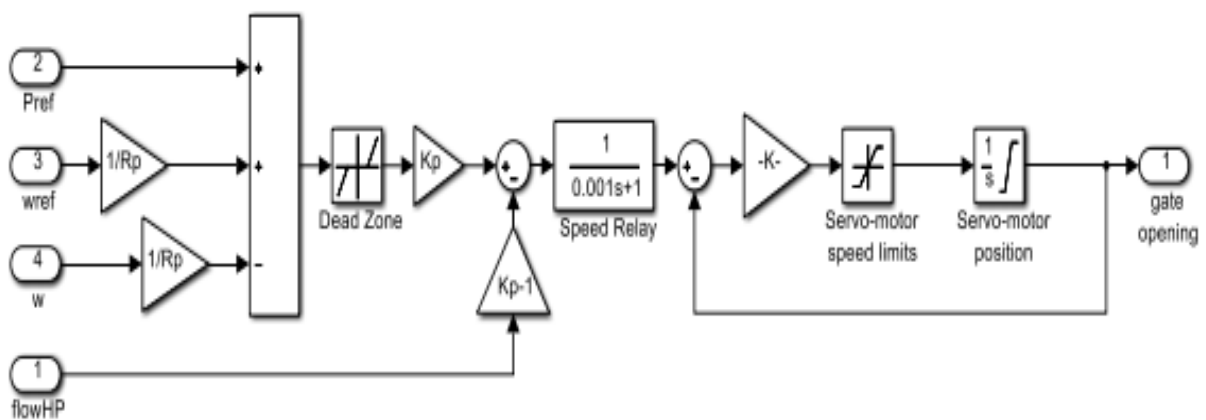 2
Pref
3
wref
1/Rp
4
w
1/Rp
1
flowHP
+
+
-
Dead Zone
Kp
+
-
Kp-1
1
0.001s+1
Speed Relay
+
-
-K-
Servo-motor
speed limits
1
s
Servo-motor
position
1
gate
opening